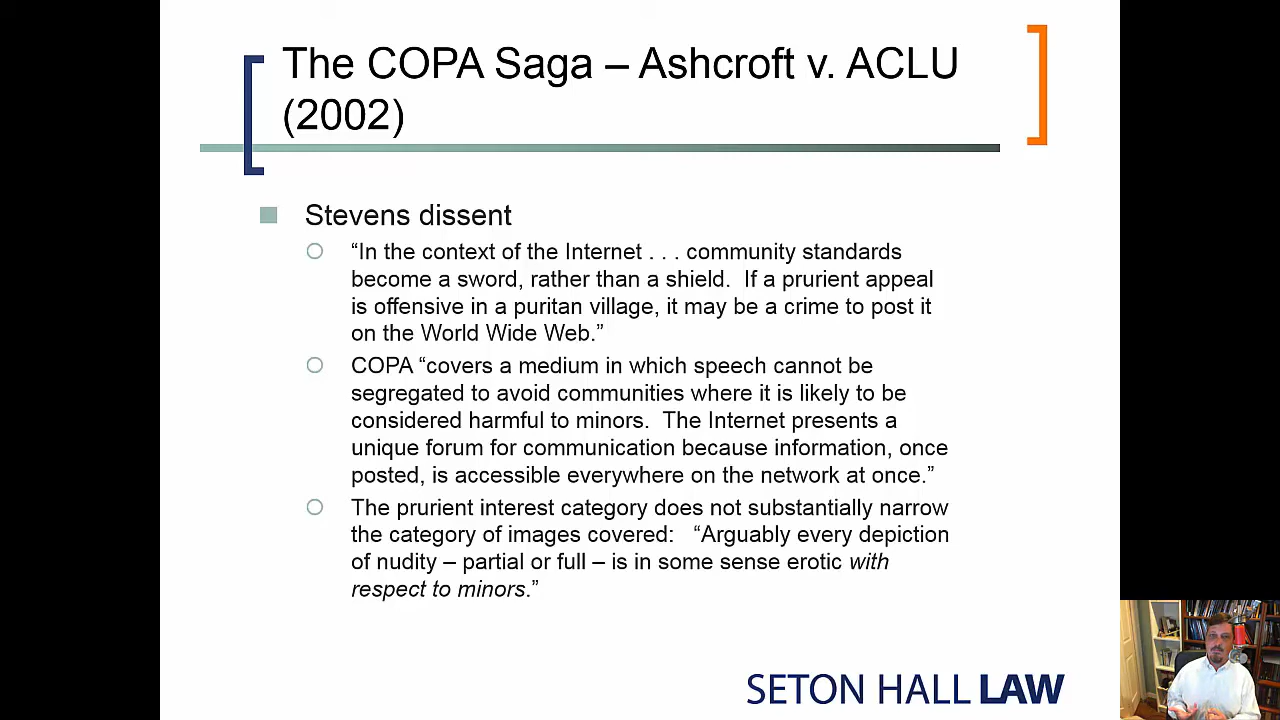 The COPA Saga – Ashcroft v. ACLU
(2002)
Stevens dissent
“In the context of the Internet . . . community standards
become a sword, rather than a shield.  If a prurient appeal
is offensive in a puritan village, it may be a crime to post it
on the World Wide Web.”
COPA “covers a medium in which speech cannot be
segregated to avoid communities where it is likely to be
considered harmful to minors.  The Internet presents a
unique forum for communication because information, once
posted, is accessible everywhere on the network at once.”
The prurient interest category does not substantially narrow
the category of images covered:   “Arguably every depiction
of nudity – partial or full – is in some sense erotic with
respect to minors.”
SETON HALL LAW